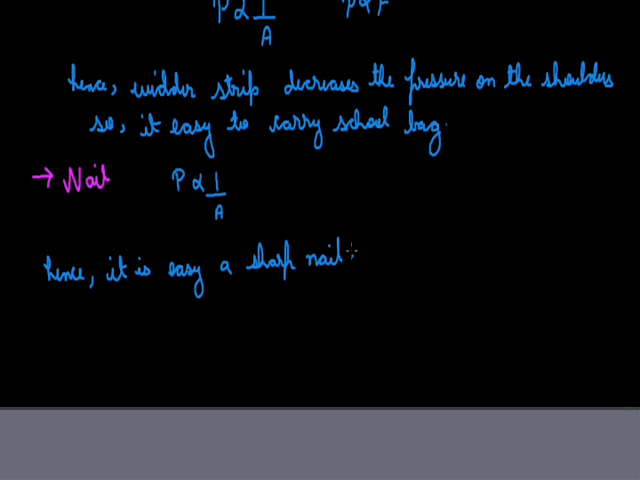 P ∝ 1/A P ∝ F
hence, widder strip decreases the pressure on the shoulders
so, it easy to carry school bag.
→ Nail P ∝ 1/A
hence, it is easy a sharp nail